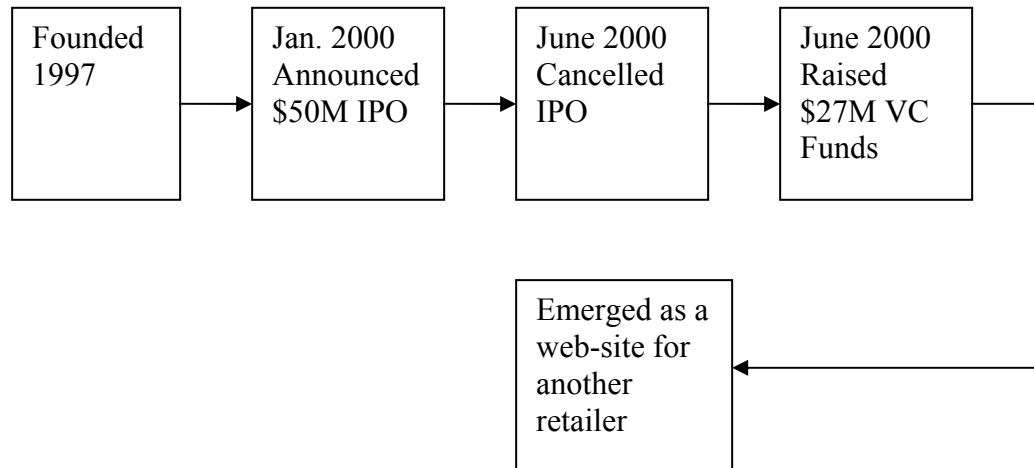 Founded
1997
Jan. 2000
Announced
$50M IPO
June 2000
Cancelled
IPO
June 2000
Raised
$27M VC
Funds
Emerged as a
web-site for
another
retailer